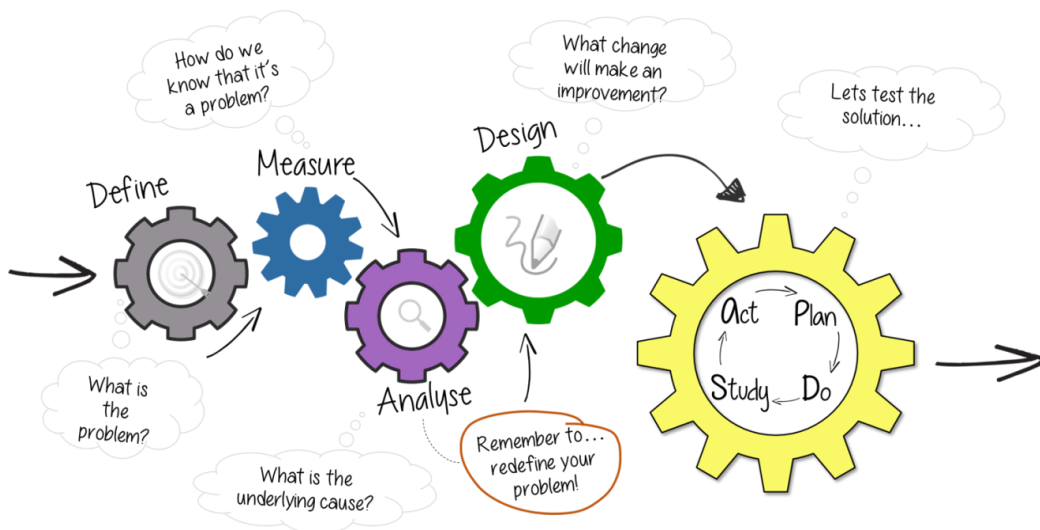 How do we
know that it's
a problem?
What change
will make an
improvement?
Lets test the
solution...
Design
Measure
Define
Act
Plan
Study
Do
What is
the
problem?
Analyse
Remember to...
redefine your
problem!
What is the
underlying cause?